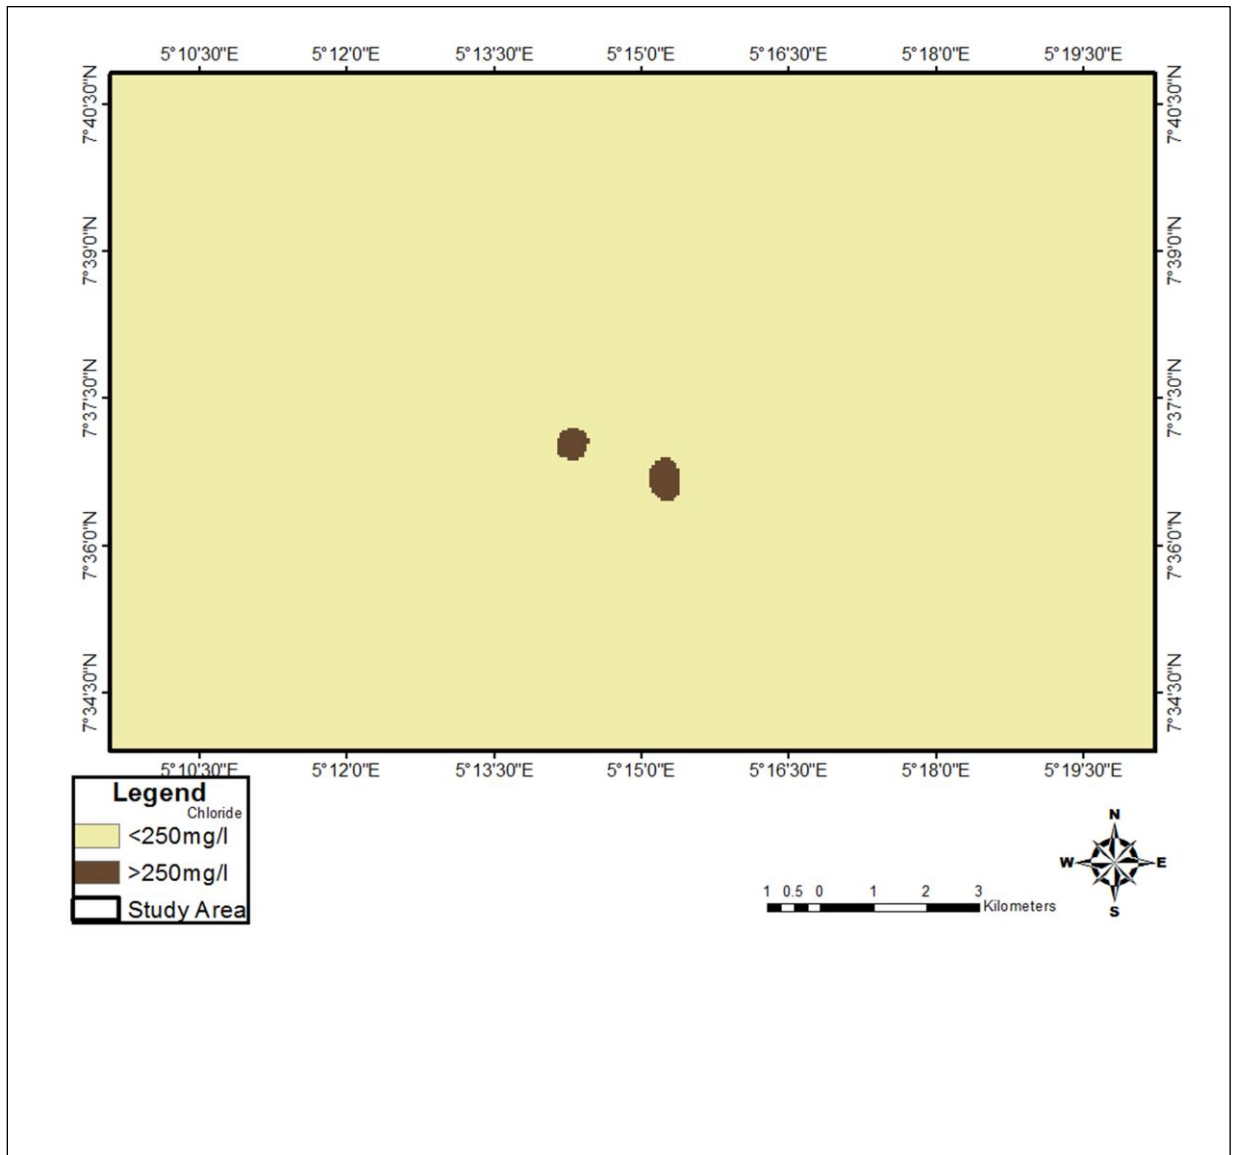 5°10'30"E 5°12'0"E 5°13'30"E 5°15'0"E 5°16'30"E 5°18'0"E 5°19'30"E
7°40'30"N 7°40'30"N
7°39'0"N 7°39'0"N
7°37'30"N 7°37'30"N
7°36'0"N 7°36'0"N
7°34'30"N 7°34'30"N
5°10'30"E 5°12'0"E 5°13'30"E 5°15'0"E 5°16'30"E 5°18'0"E 5°19'30"E
Legend
Chloride
<250mg/l
>250mg/l
Study Area
1 0.5 0 1 2 3
Kilometers
N
W E
S